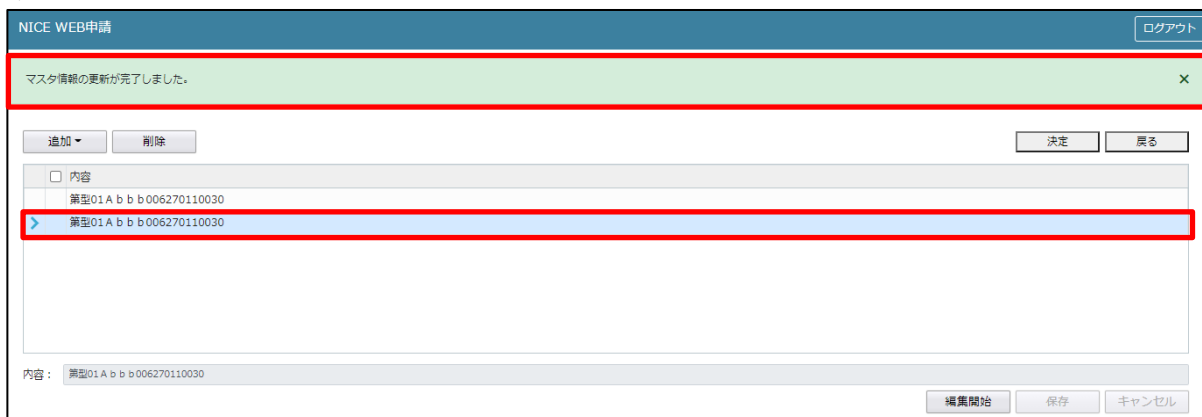 NICE WEB申請 ログアウト
マスタ情報の更新が完了しました。 ×
追加 削除 決定 戻る
内容
第型01Aｂｂｂ006270110030
第型01Aｂｂｂ006270110030
内容： 第型01Aｂｂｂ006270110030
編集開始 保存 キャンセル